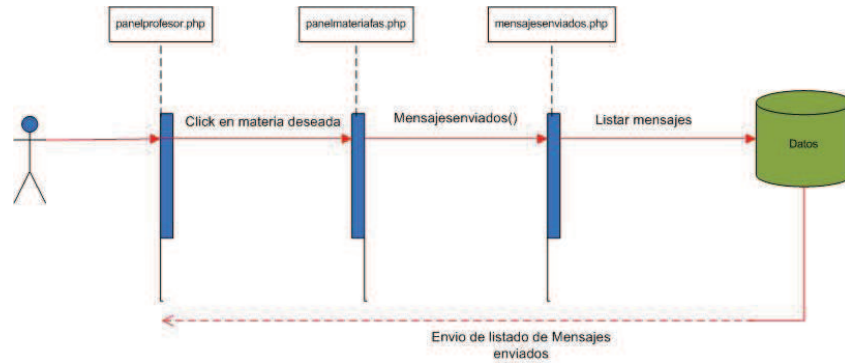 panelprofesor.php
panelmateriafas.php
mensajesenviados.php
Click en materia deseada
Mensajesenviados()
Listar mensajes
Datos
Envio de listado de Mensajes
enviados